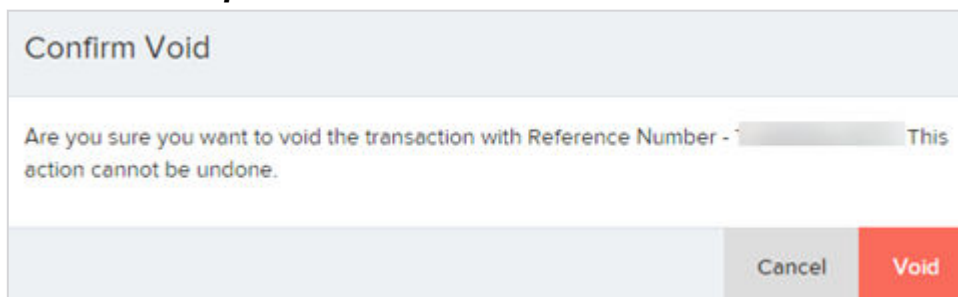 Confirm Void
Are you sure you want to void the transaction with Reference Number - This
action cannot be undone.
Cancel Void